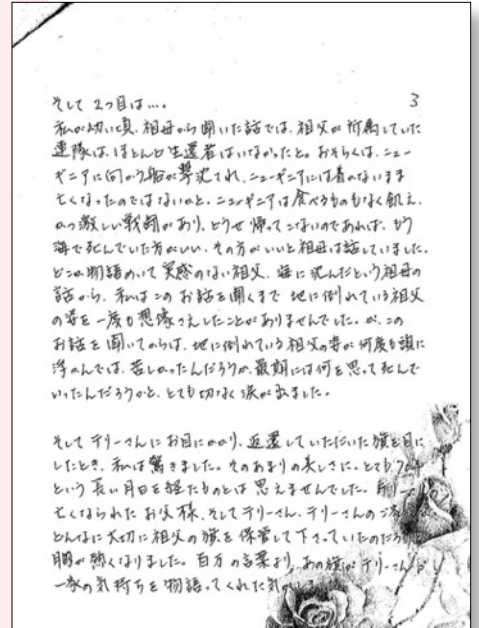 3
そして 2つ目は…。
私が幼い頃、祖母から聞いた話では、祖父が所属していた
連隊は、ほとんど生還者はいなかったと。おそらくは、ニュー
ギニアに向かう船が撃沈され、ニューギニアには着かないまま
亡くなったのではないかと、ニューギニアは食べるものもなく飢え、
かつ激しい戦闘があり、どうせ帰ってこないのであれば、もう
海で死んでいた方がいい、その方がいいと祖母は話していました。
どこか物語めいて実感のない祖父、海に沈んだという祖母の
話から、私はこのお話を聞くまで 地に倒れている祖父
の姿を一度も想像さえしたことがありませんでした。が、この
お話を聞いてからは、地に倒れている祖父の姿が何度も頭に
浮かんでは、苦しかったんだろうか、最期には何を思って死んで
いったんだろうかと、とても切なく涙が出ました。
そしてテリーさんにお目にかかり、返還していただいた旗を目に
したとき、私は驚きました。そのあまりの美しさに。とても70年
という長い月日を経たものとは 思えませんでした。
亡くなられた お父様、そしてテリーさん、テリーさんのご
どんなに大切に祖父の旗を保管して下さっていたのだろう
胸が熱くなりました。百万の言葉より、あの旗がテリーさん
一家の気持ちを物語ってくれた気